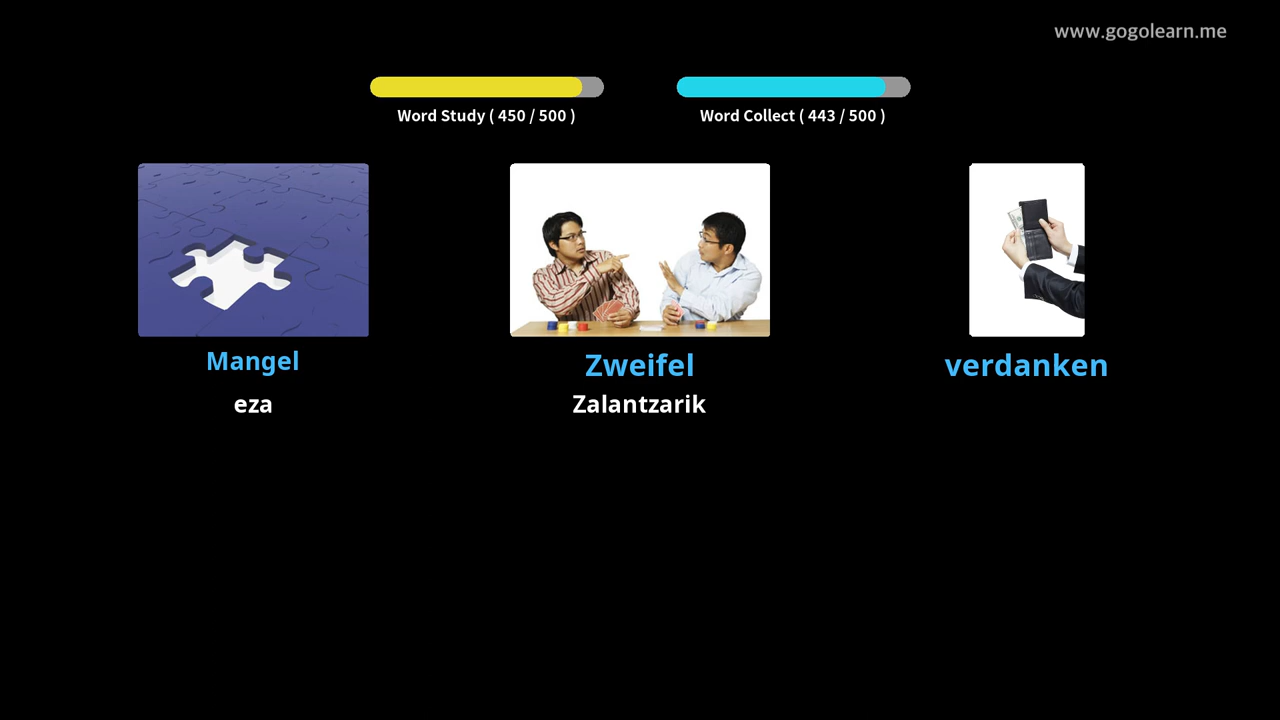 www.gogolearn.me
Word Study ( 450 / 500 )
Word Collect ( 443 / 500 )
Mangel
Zweifel
verdanken
eza
Zalantzarik